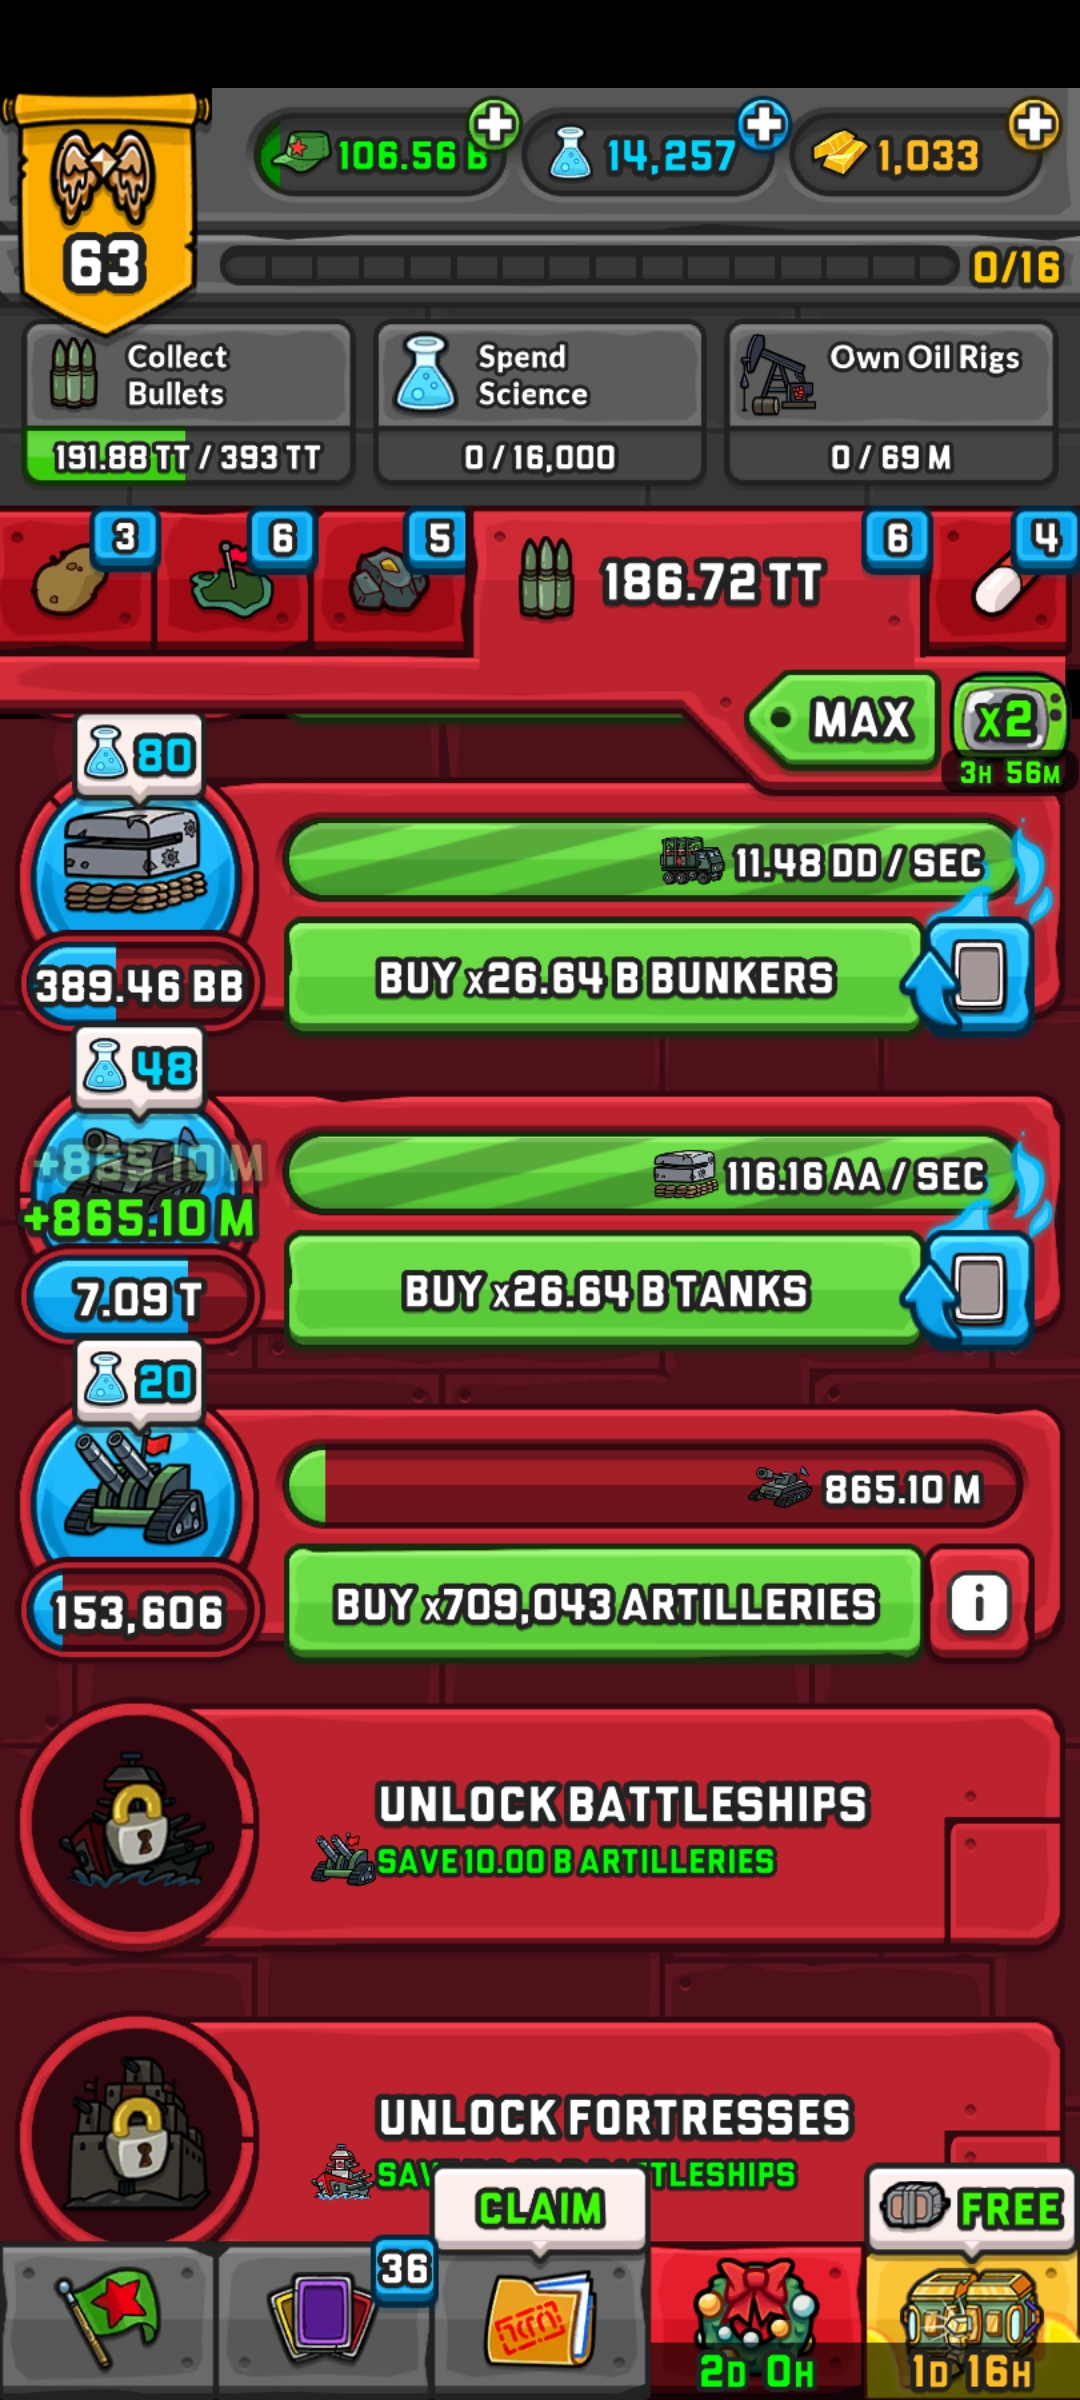 106.56 B
14,257
1,033
63
0/16
Collect
Bullets
Spend
Science
Own Oil Rigs
191.88 TT / 393 TT
0 / 16,000
0 / 69 M
3
6
5
186.72 TT
6
4
MAX
x2
3H 56M
80
11.48 DD / SEC
BUY x26.64 B BUNKERS
389.46 BB
48
+865.10 M
+865.10 M
116.16 AA / SEC
BUY x26.64 B TANKS
7.09 T
20
865.10 M
BUY x709,043 ARTILLERIES
i
153,606
UNLOCK BATTLESHIPS
SAVE 10.00 B ARTILLERIES
UNLOCK FORTRESSES
CLAIM
FREE
36
2D 0H
1D 16H